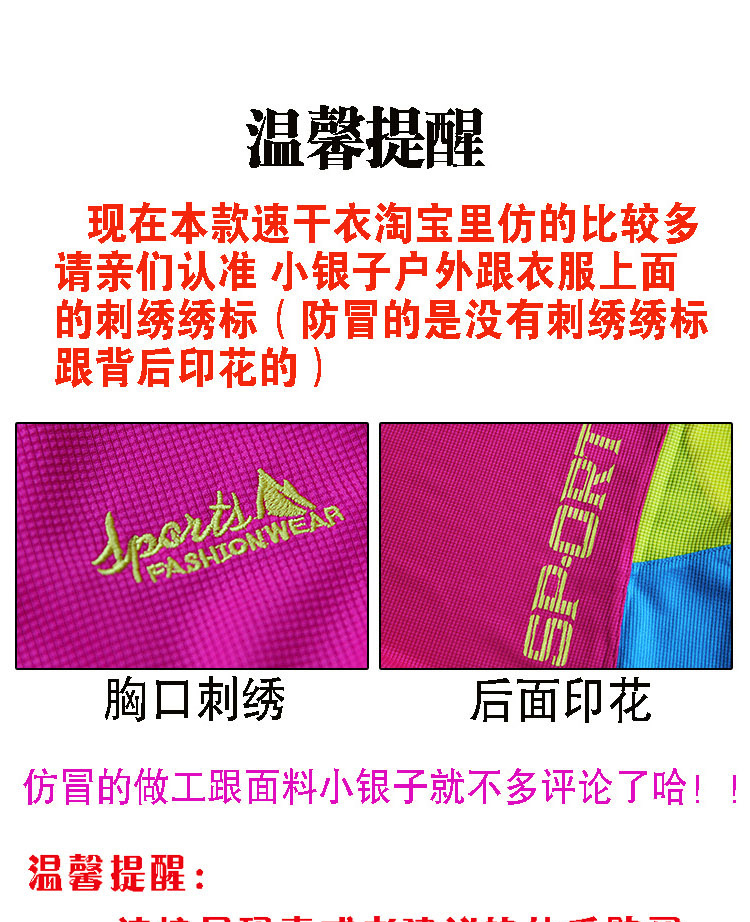 温馨提醒
现在本款速干衣淘宝里仿的比较多
请亲们认准 小银子户外跟衣服上面
的刺绣绣标（防冒的是没有刺绣绣标
跟背后印花的）
Sports
FASHIONWEAR
SP·ORT
胸口刺绣
后面印花
仿冒的做工跟面料小银子就不多评论了哈！！
温馨提醒：